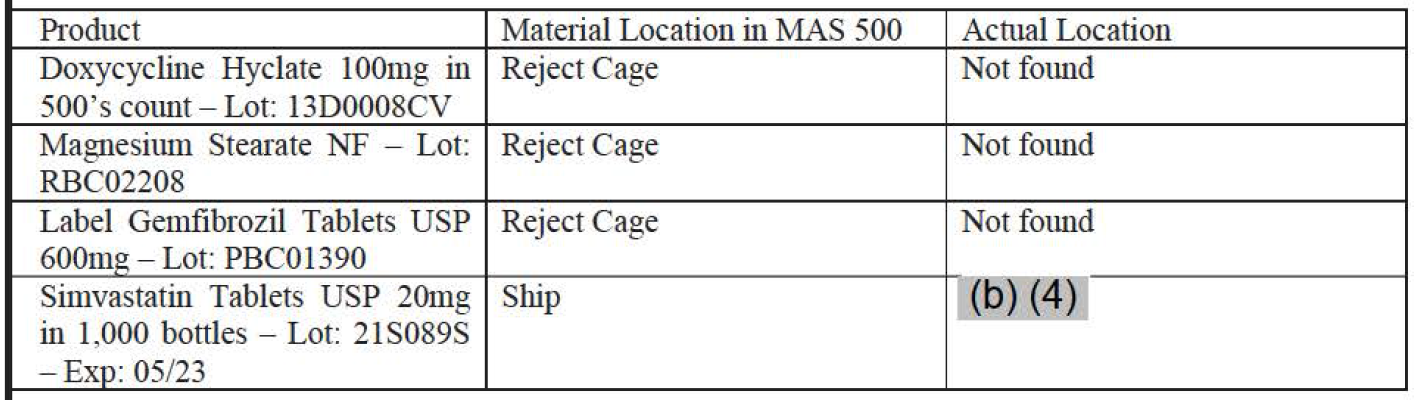 Product Material Location in MAS 500 Actual Location
Doxycycline Hyclate 100mg in Reject Cage Not found
500’s count – Lot: 13D0008CV
Magnesium Stearate NF – Lot: Reject Cage Not found
RBC02208
Label Gemfibrozil Tablets USP Reject Cage Not found
600mg – Lot: PBC01390
Simvastatin Tablets USP 20mg Ship (b) (4)
in 1,000 bottles – Lot: 21S089S
– Exp: 05/23